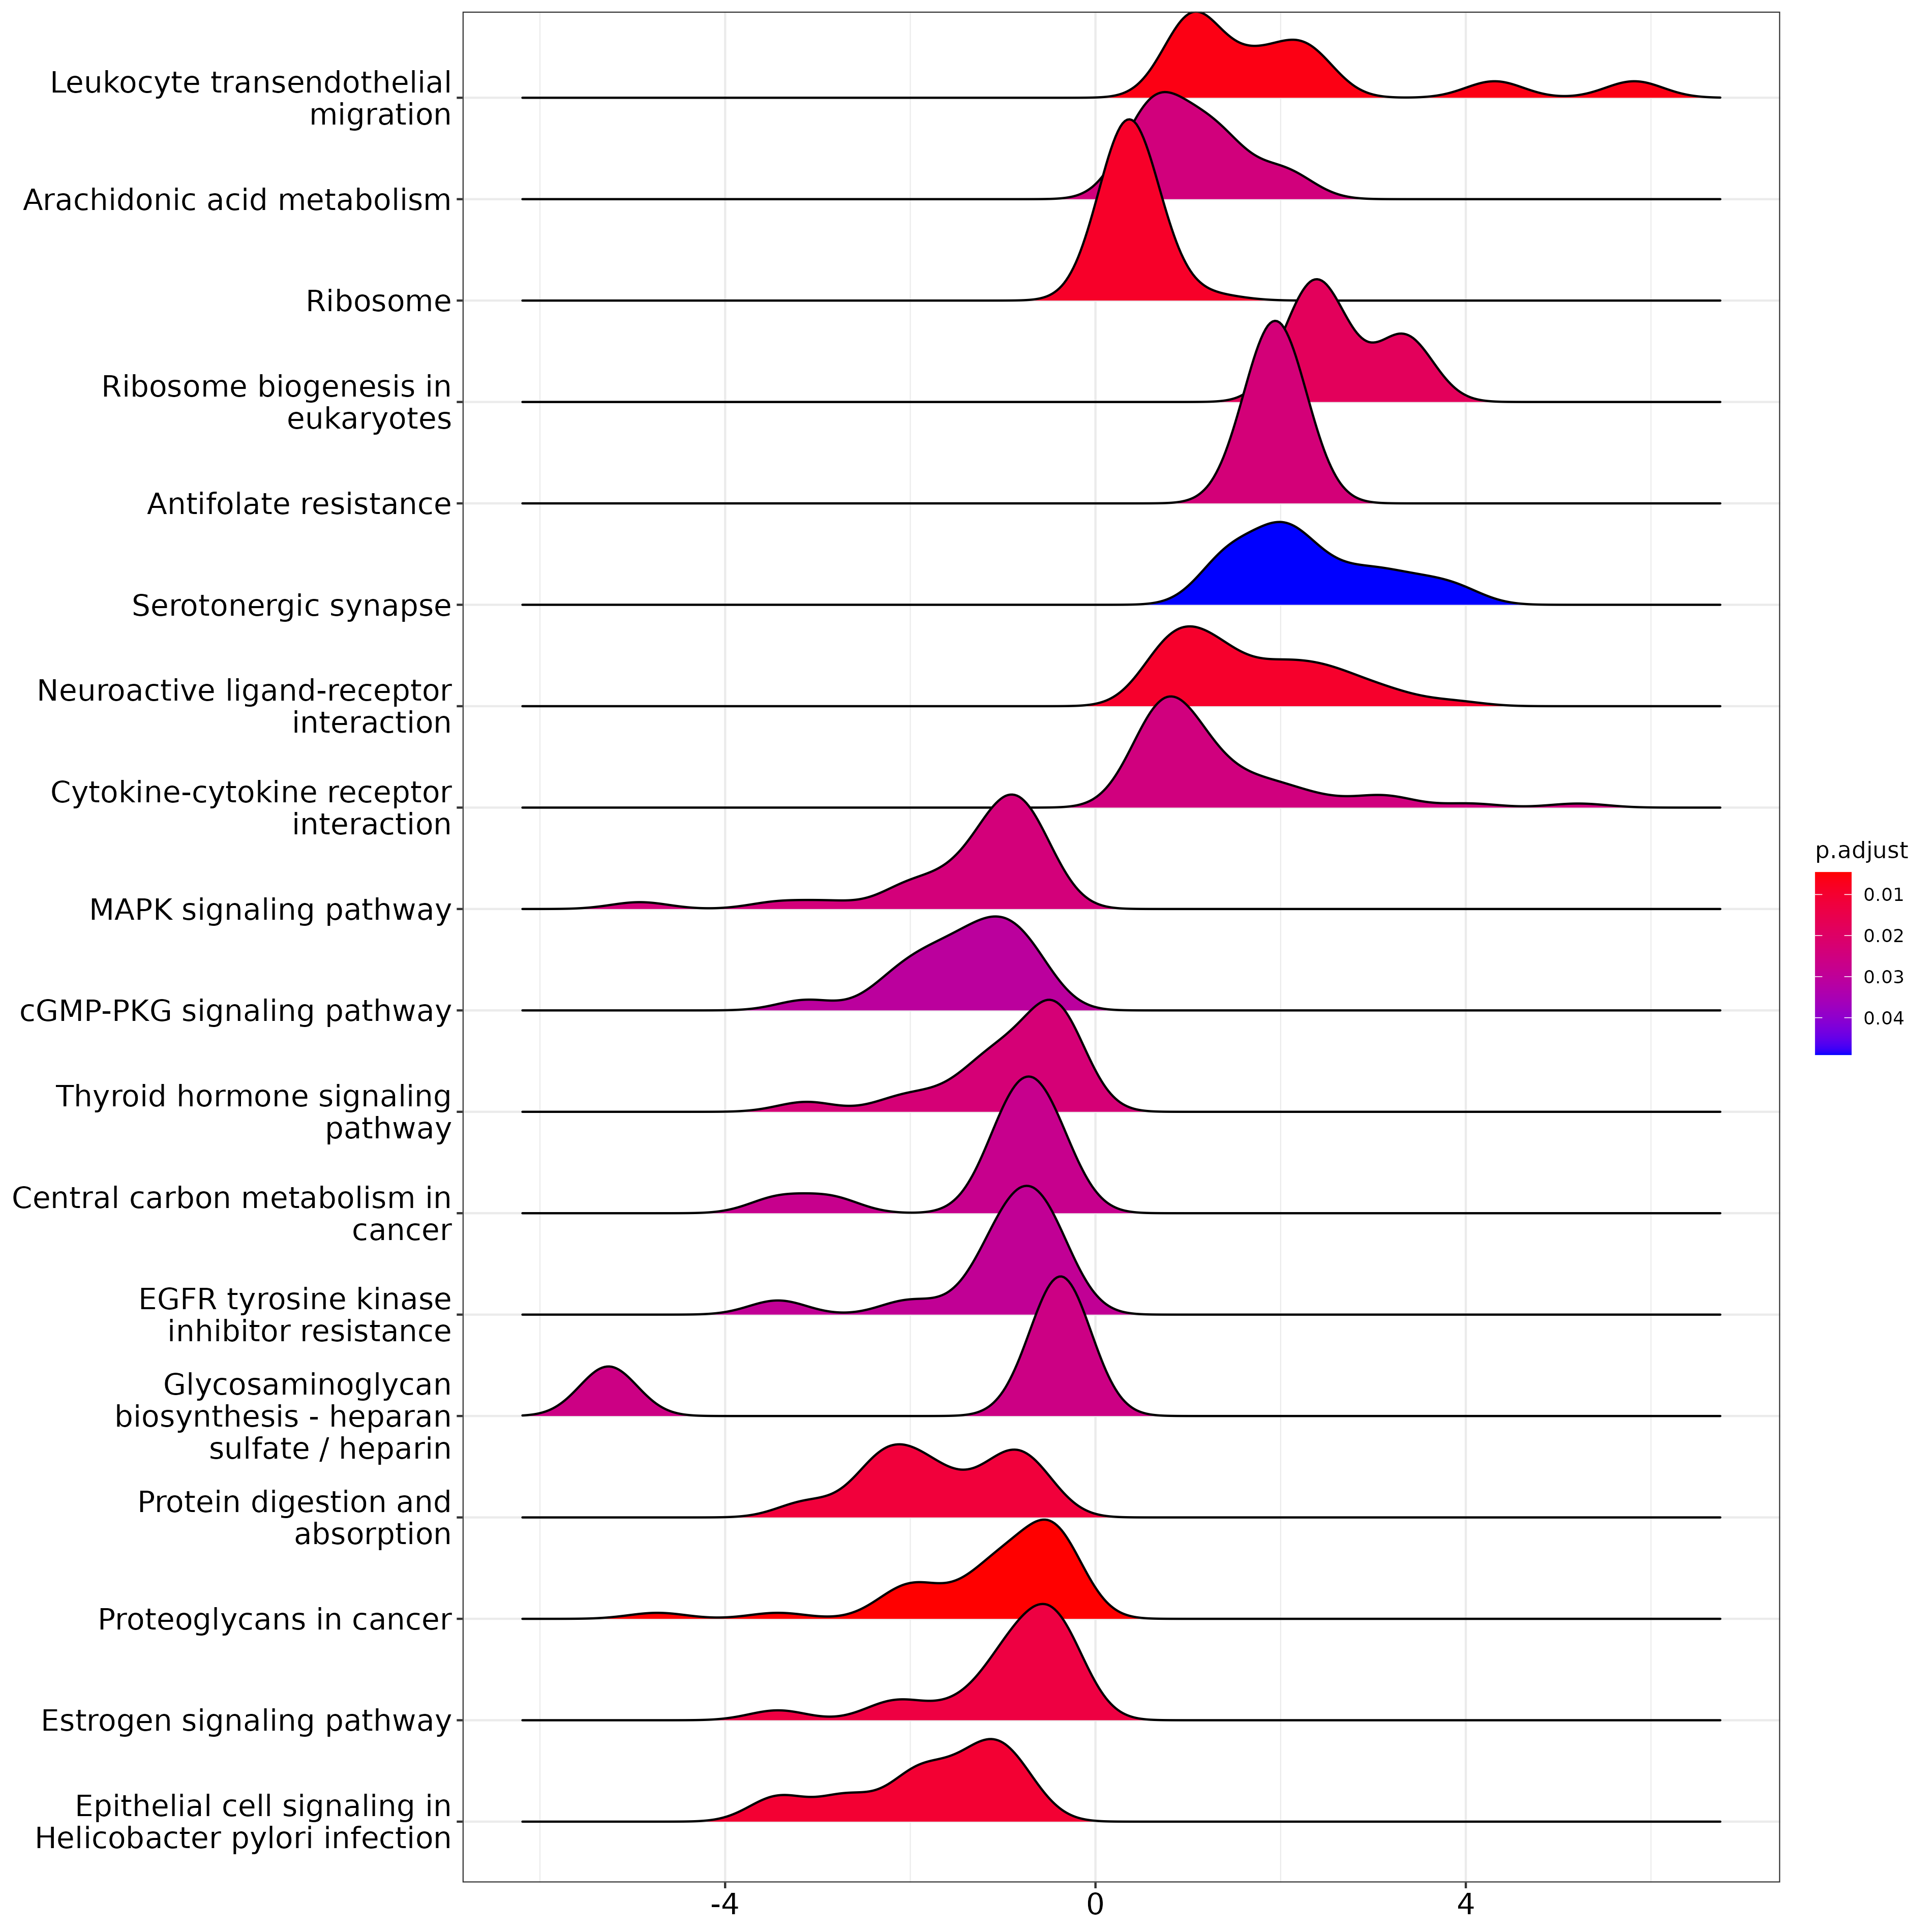 Leukocyte transendothelial
migration
Arachidonic acid metabolism
Ribosome
Ribosome biogenesis in
eukaryotes
Antifolate resistance
Serotonergic synapse
Neuroactive ligand-receptor
interaction
Cytokine-cytokine receptor
interaction
MAPK signaling pathway
cGMP-PKG signaling pathway
Thyroid hormone signaling
pathway
Central carbon metabolism in
cancer
EGFR tyrosine kinase
inhibitor resistance
Glycosaminoglycan
biosynthesis - heparan
sulfate / heparin
Protein digestion and
absorption
Proteoglycans in cancer
Estrogen signaling pathway
Epithelial cell signaling in
Helicobacter pylori infection
-4 0 4
p.adjust
0.01
0.02
0.03
0.04